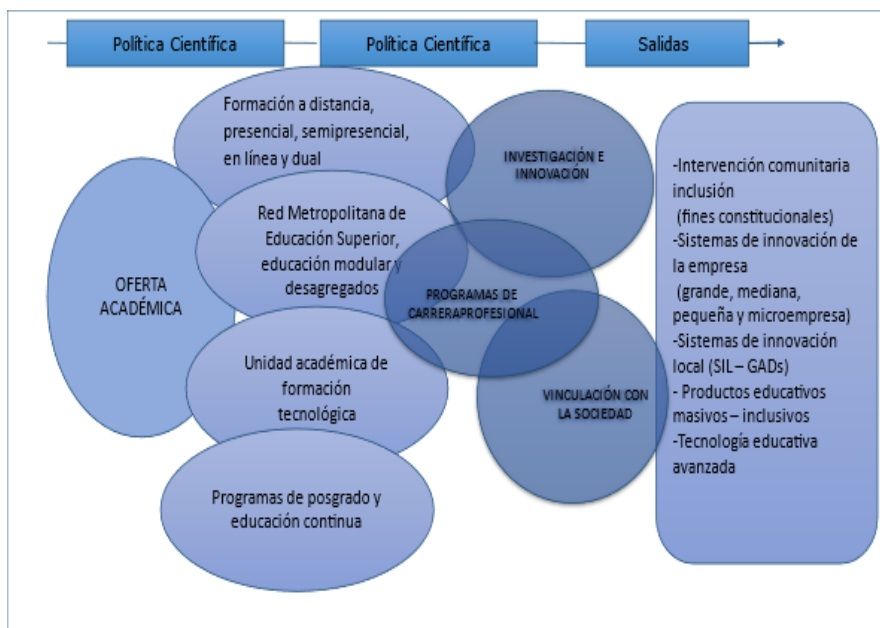 Política Científica
Política Científica
Salidas
Formación a distancia,
presencial, semipresencial,
en línea y dual
Red Metropolitana de
Educación Superior,
educación modular y
desagregados
OFERTA
ACADÉMICA
Unidad académica de
formación
tecnológica
Programas de posgrado y
educación continua
INVESTIGACIÓN E
INNOVACIÓN
PROGRAMAS DE
CARRERAPROFESIONAL
VINCULACIÓN CON
LA SOCIEDAD
-Intervención comunitaria
inclusión
(fines constitucionales)
-Sistemas de innovación de
la empresa
(grande, mediana,
pequeña y microempresa)
-Sistemas de innovación
local (SIL – GADs)
- Productos educativos
masivos – inclusivos
-Tecnología educativa
avanzada